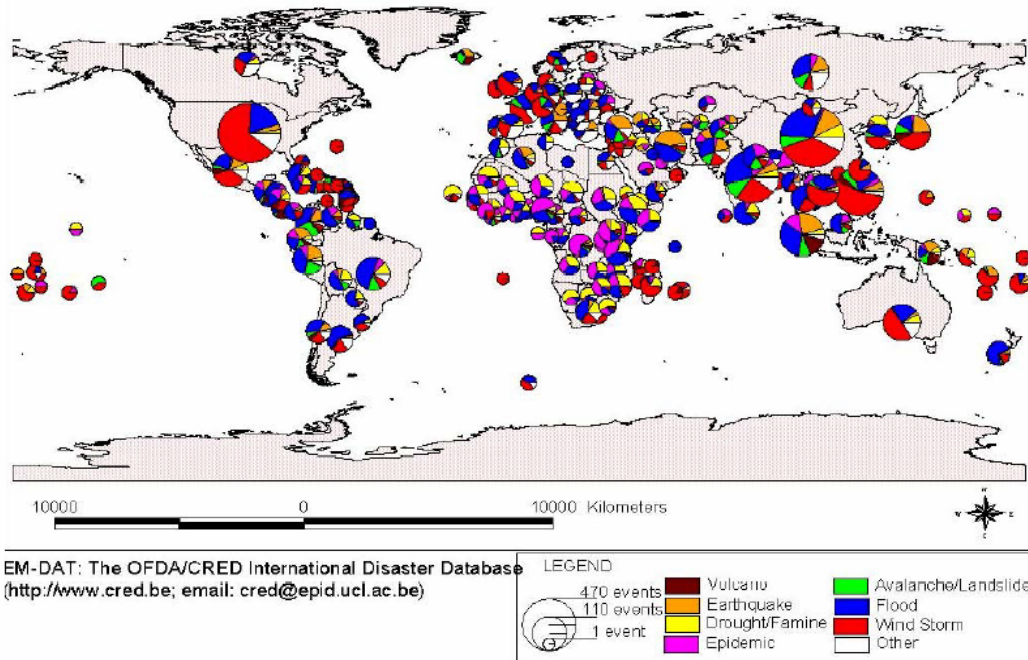 10000 0 10000 Kilometers
N
W E
S
EM-DAT: The OFDA/CRED International Disaster Database
(http://www.cred.be; email: cred@epid.ucl.ac.be)
LEGEND
470 events
110 events
1 event
Vulcano
Earthquake
Drought/Famine
Epidemic
Avalanche/Landslide
Flood
Wind Storm
Other